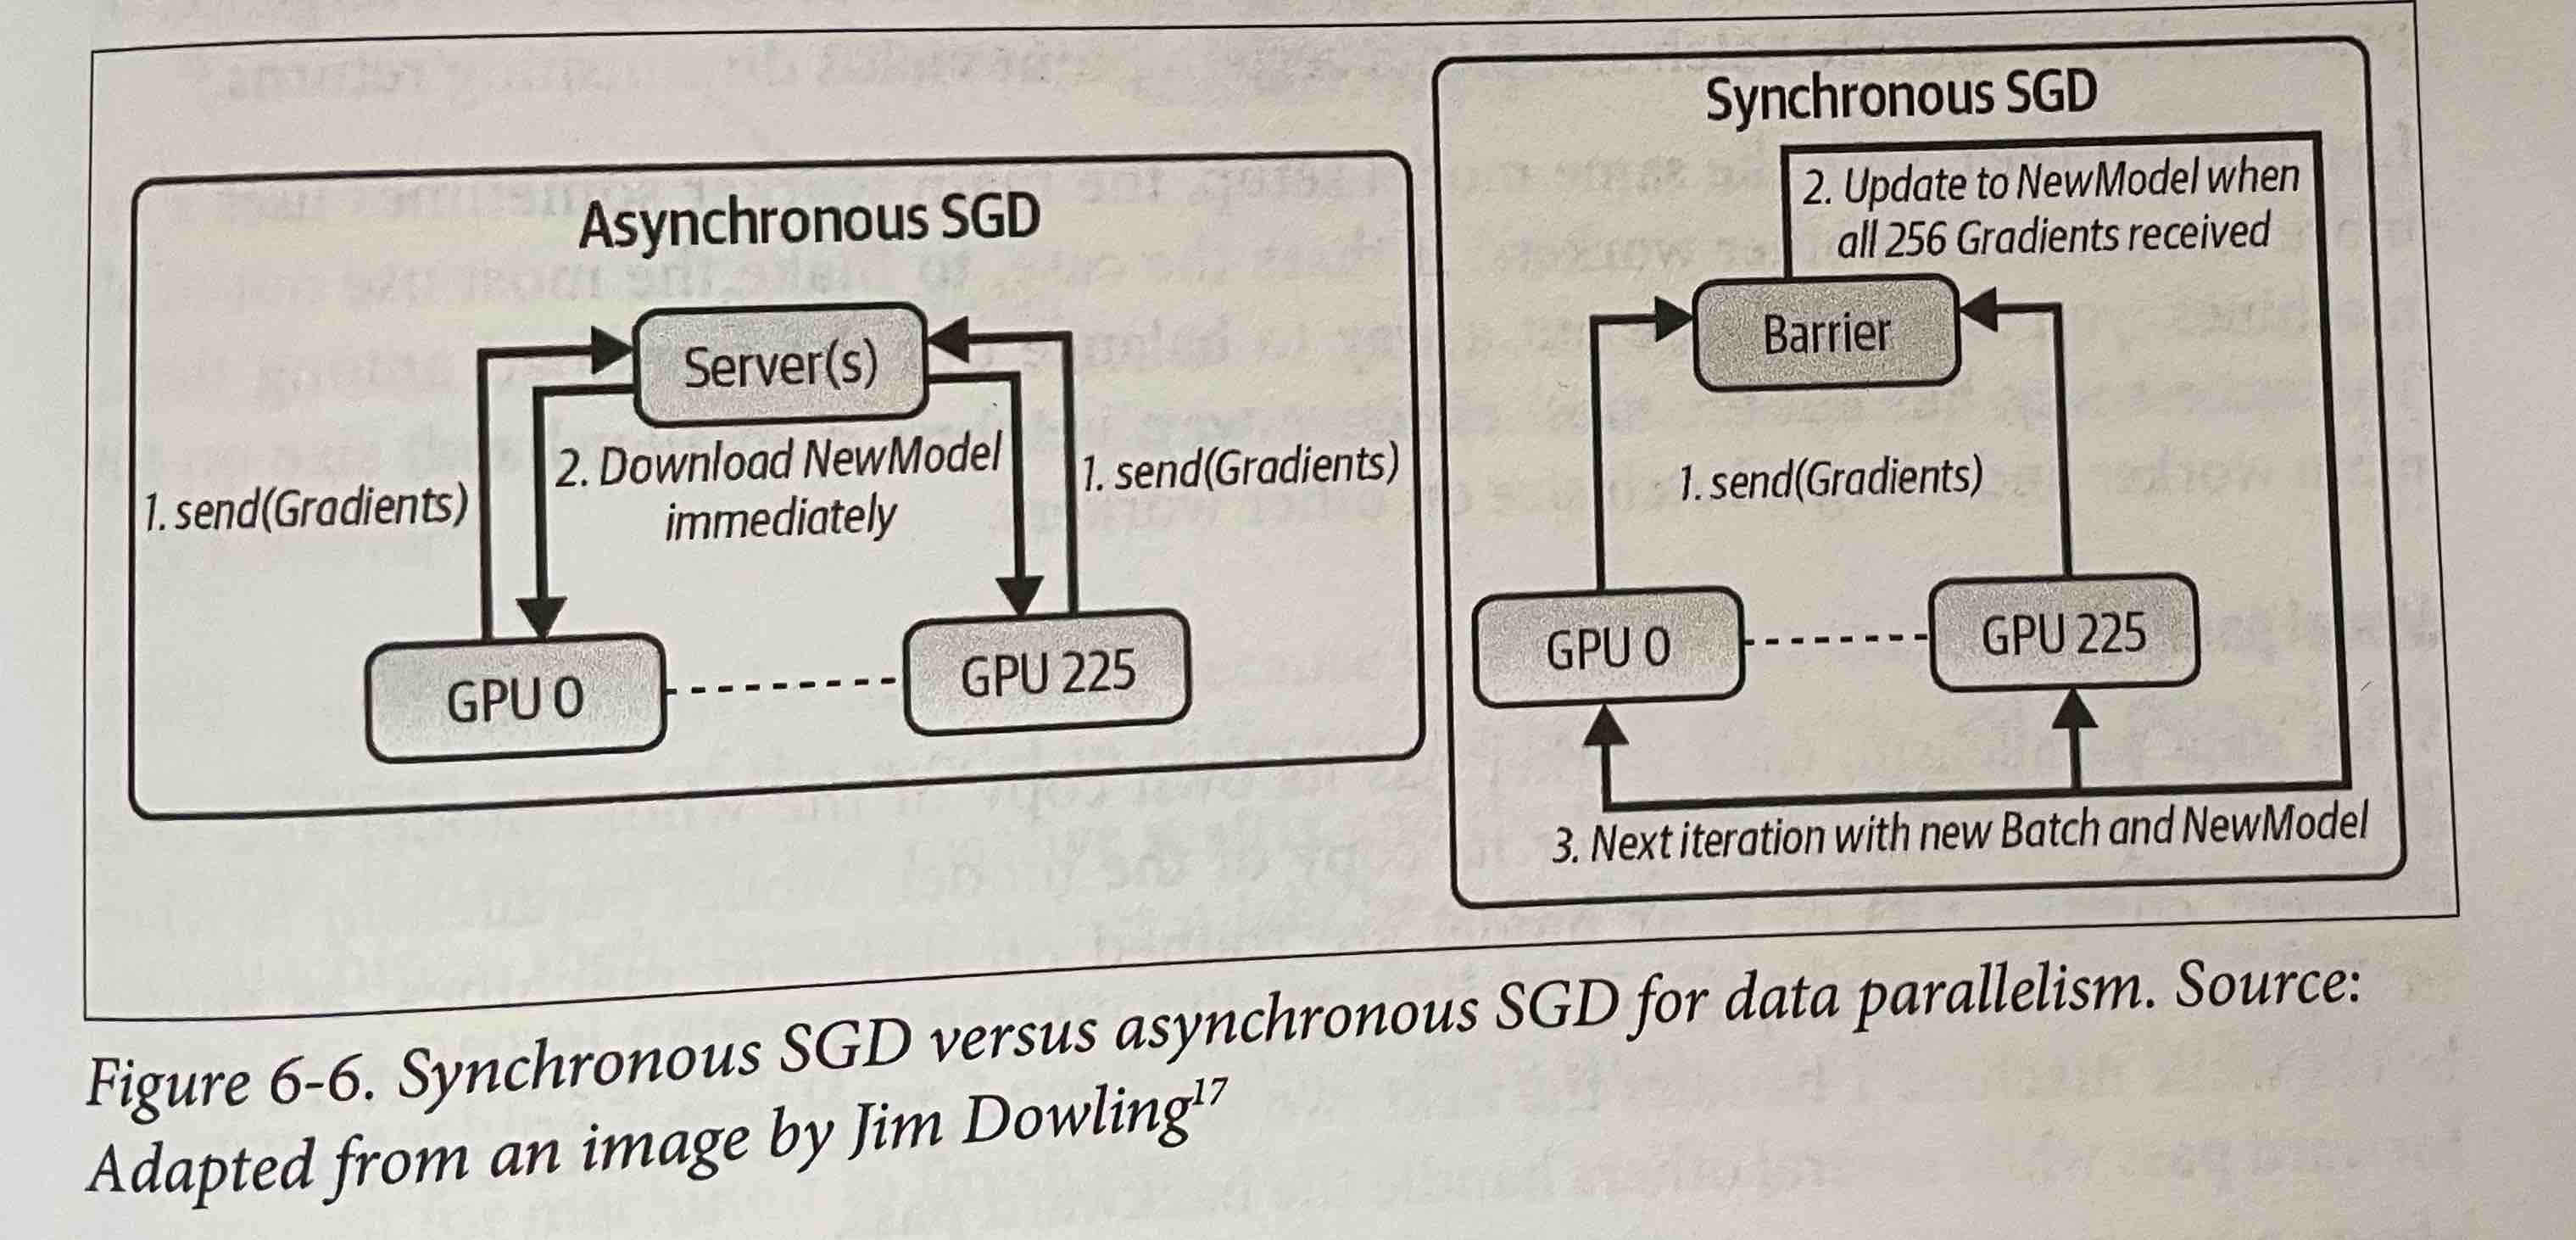 Asynchronous SGD
Server(s)
1. send(Gradients)
2. Download NewModel
immediately
1. send(Gradients)
GPU 0
GPU 225
Synchronous SGD
2. Update to NewModel when
all 256 Gradients received
Barrier
1. send(Gradients)
GPU 0
GPU 225
3. Next iteration with new Batch and NewModel
Figure 6-6. Synchronous SGD versus asynchronous SGD for data parallelism. Source:
Adapted from an image by Jim Dowling17